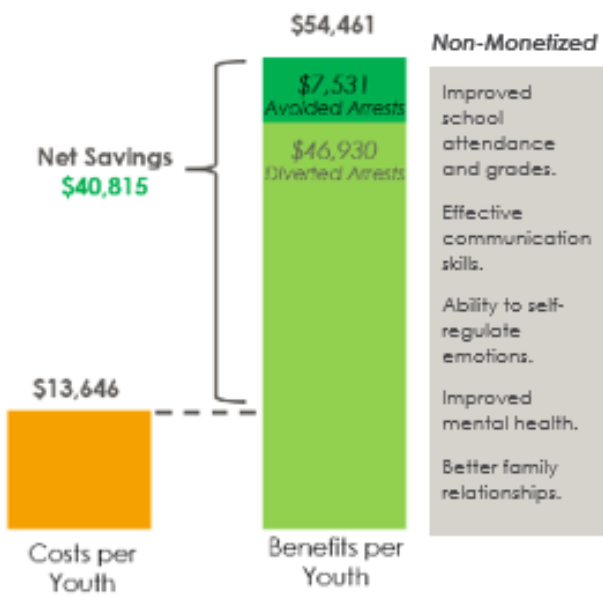 $54,461
Non-Monetized
$7,531
Avoided Arrests
$46,930
Diverted Arrests
Net Savings
$40,815
$13,646
Costs per
Youth
Benefits per
Youth
Improved
school
attendance
and grades.
Effective
communication
skills.
Ability to self-
regulate
emotions.
Improved
mental health.
Better family
relationships.